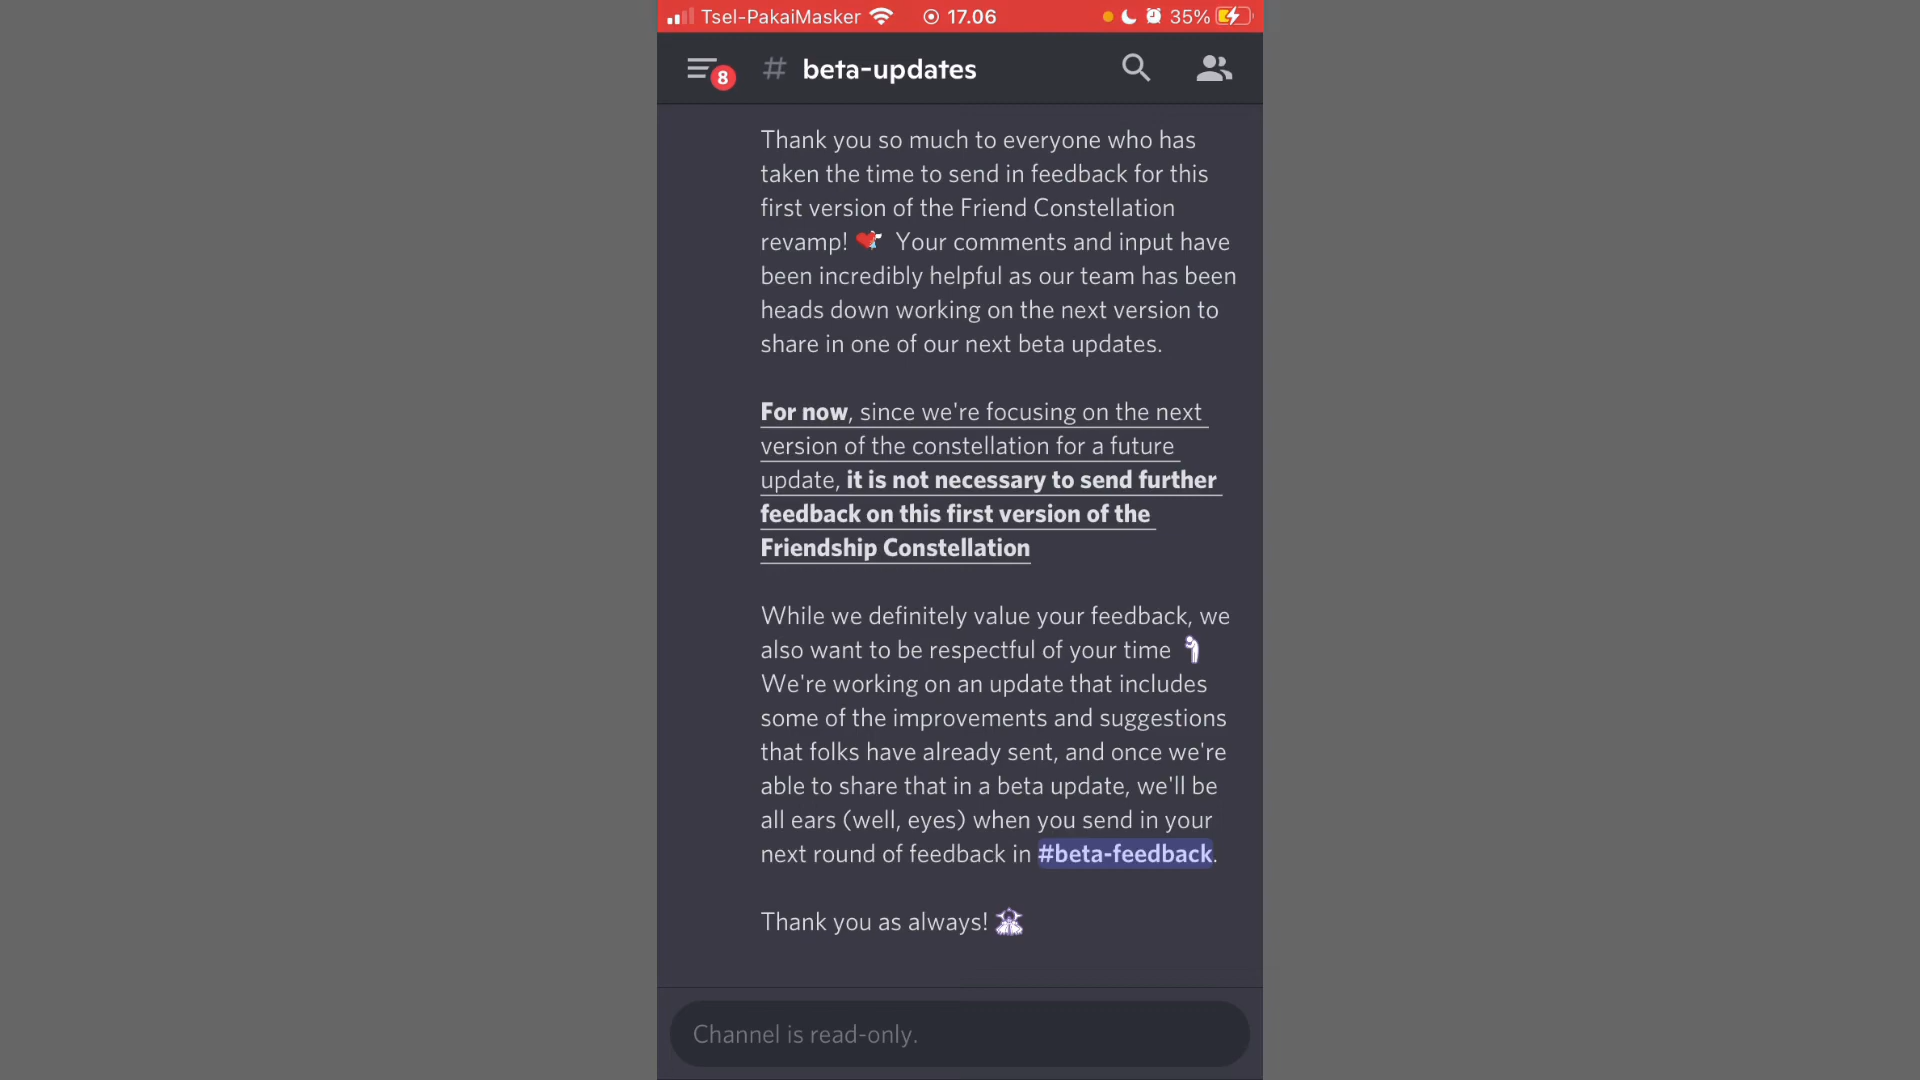 Tsel-PakaiMasker 17.06 35%
8 # beta-updates
Thank you so much to everyone who has
taken the time to send in feedback for this
first version of the Friend Constellation
revamp! Your comments and input have
been incredibly helpful as our team has been
heads down working on the next version to
share in one of our next beta updates.
For now, since we're focusing on the next
version of the constellation for a future
update, it is not necessary to send further
feedback on this first version of the
Friendship Constellation
While we definitely value your feedback, we
also want to be respectful of your time
We're working on an update that includes
some of the improvements and suggestions
that folks have already sent, and once we're
able to share that in a beta update, we'll be
all ears (well, eyes) when you send in your
next round of feedback in #beta-feedback.
Thank you as always!
Channel is read-only.